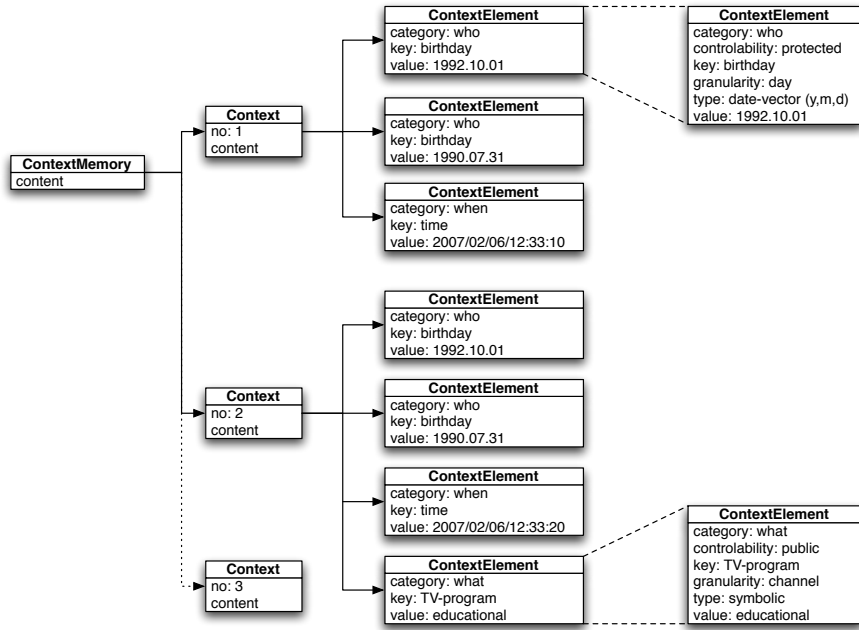 ContextMemory
content
Context
no: 1
content
ContextElement
category: who
key: birthday
value: 1992.10.01
ContextElement
category: who
controlability: protected
key: birthday
granularity: day
type: date-vector (y,m,d)
value: 1992.10.01
ContextElement
category: who
key: birthday
value: 1990.07.31
ContextElement
category: when
key: time
value: 2007/02/06/12:33:10
Context
no: 2
content
ContextElement
category: who
key: birthday
value: 1992.10.01
ContextElement
category: who
key: birthday
value: 1990.07.31
ContextElement
category: when
key: time
value: 2007/02/06/12:33:20
ContextElement
category: what
key: TV-program
value: educational
ContextElement
category: what
controlability: public
key: TV-program
granularity: channel
type: symbolic
value: educational
Context
no: 3
content